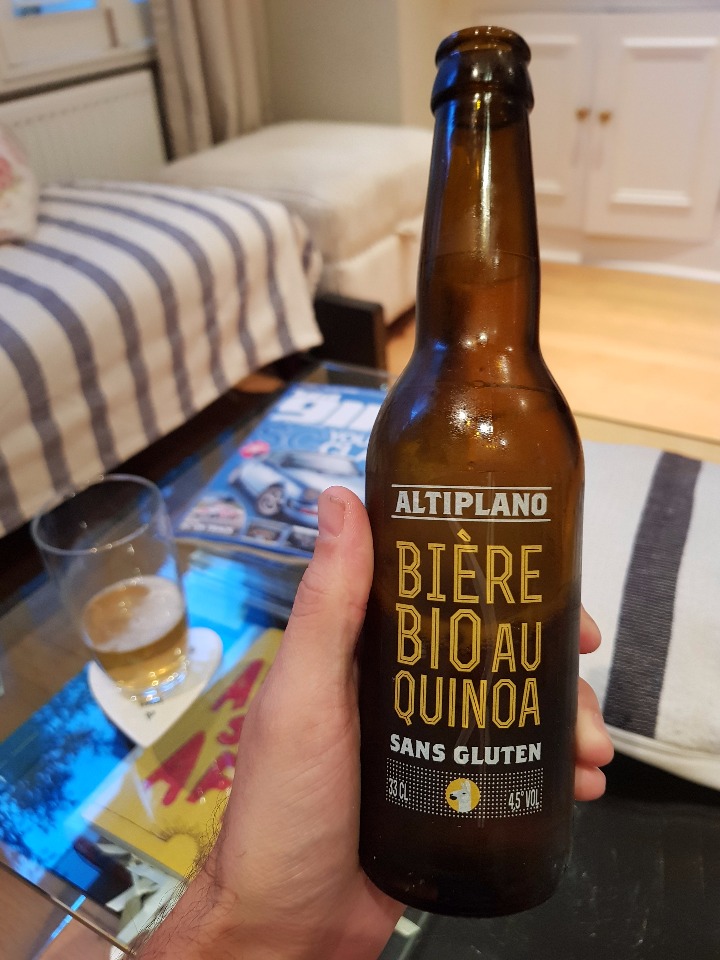 ALTIPLANO
BIÈRE
BIO AU
QUINOA
SANS GLUTEN
33 CL
4,5° VOL